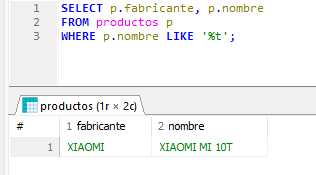 1 SELECT p.fabricante, p.nombre
2 FROM productos p
3 WHERE p.nombre LIKE '%t';
productos (1r × 2c)
# 1 fabricante 2 nombre
1 XIAOMI XIAOMI MI 10T